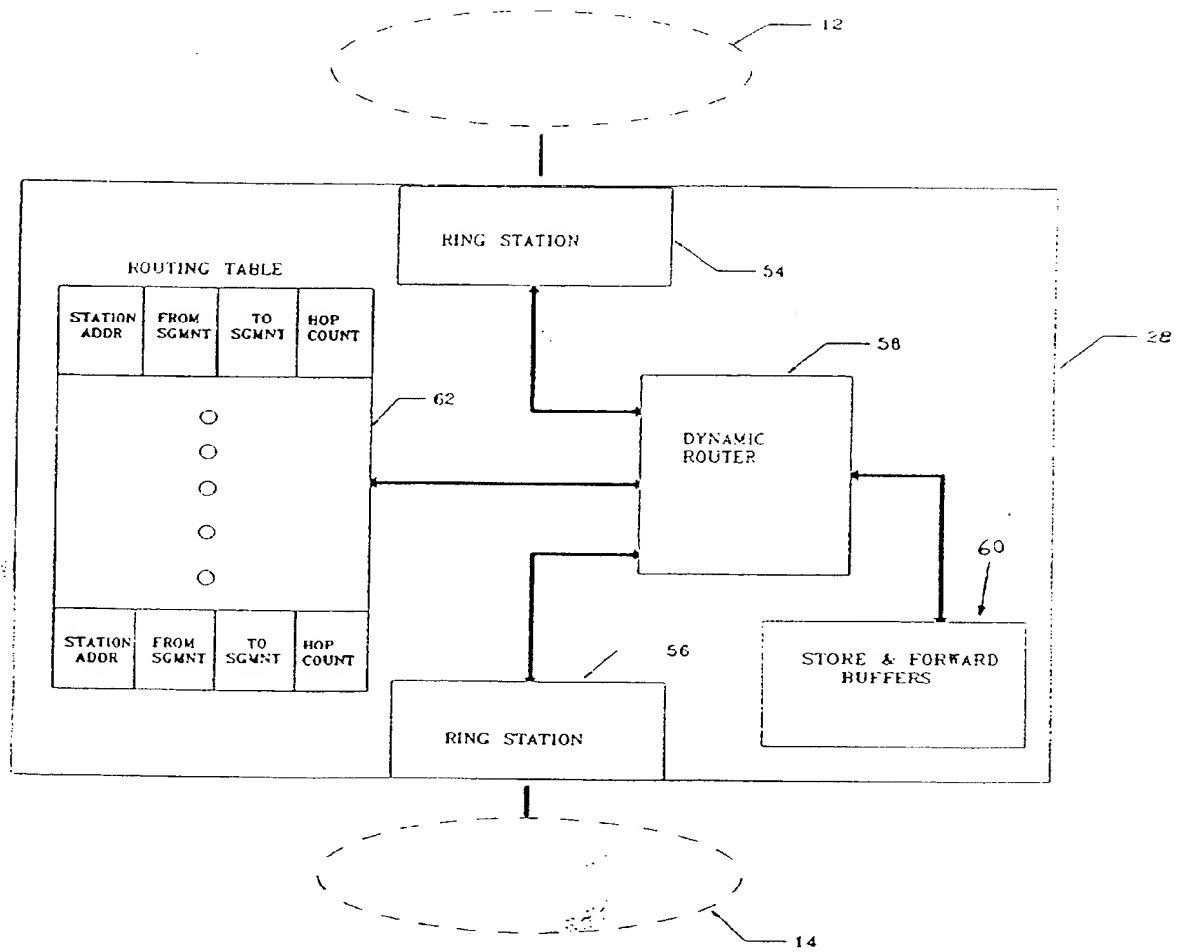 12
RING STATION
54
ROUTING TABLE
STATION ADDR
FROM SGMNT
TO SGMNT
HOP COUNT
58
28
62
DYNAMIC
ROUTER
60
STATION ADDR
FROM SGMNT
TO SGMNT
HOP COUNT
56
STORE & FORWARD
BUFFERS
RING STATION
14